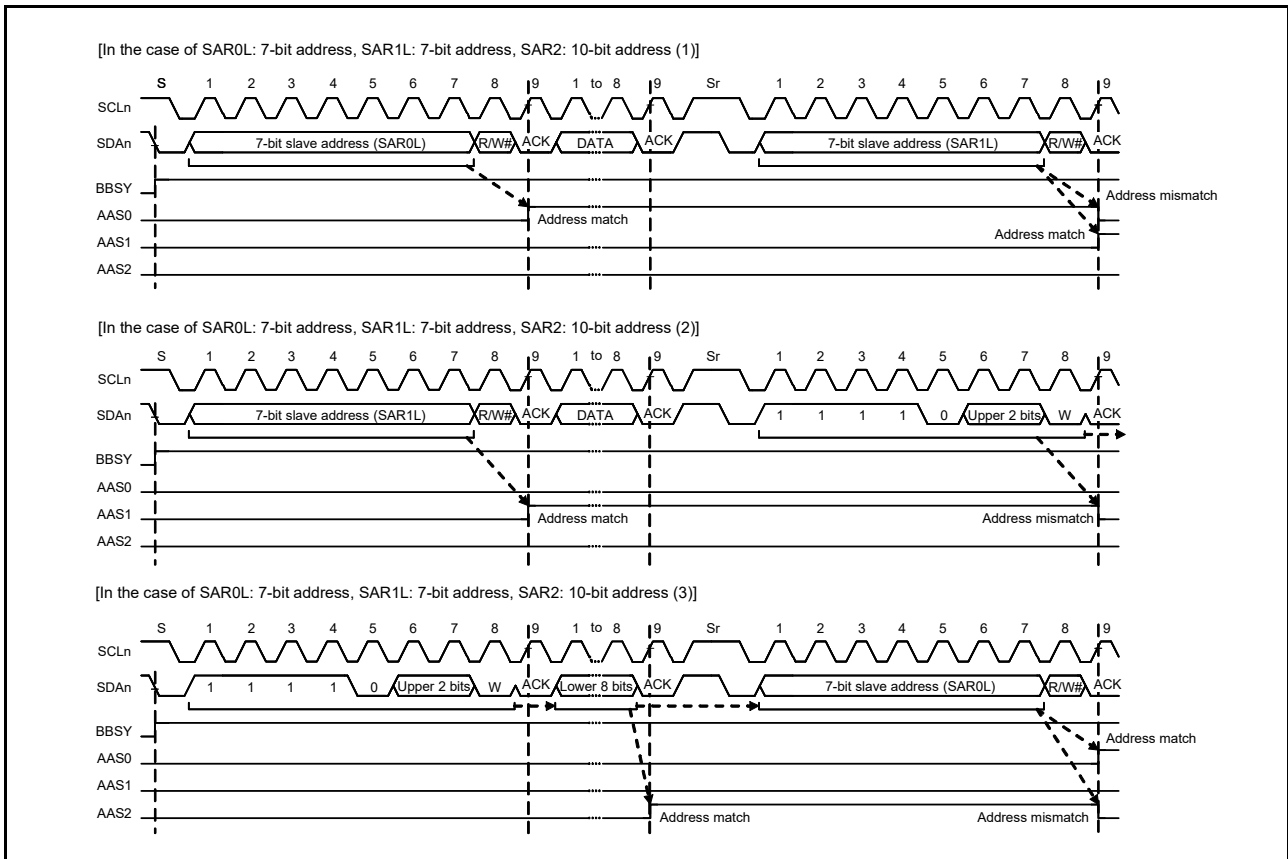 [In the case of SAR0L: 7-bit address, SAR1L: 7-bit address, SAR2: 10-bit address (1)]
S 1 2 3 4 5 6 7 8 9 1 to 8 9 Sr 1 2 3 4 5 6 7 8 9
SCLn
SDAn 7-bit slave address (SAR0L) R/W# ACK DATA ACK 7-bit slave address (SAR1L) R/W# ACK
BBSY
Address mismatch
AAS0
Address match
AAS1
Address match
AAS2
[In the case of SAR0L: 7-bit address, SAR1L: 7-bit address, SAR2: 10-bit address (2)]
S 1 2 3 4 5 6 7 8 9 1 to 8 9 Sr 1 2 3 4 5 6 7 8 9
SCLn
SDAn 7-bit slave address (SAR1L) R/W# ACK DATA ACK 1 1 1 1 0 Upper 2 bits W ACK
BBSY
AAS0
AAS1 Address match Address mismatch
AAS2
[In the case of SAR0L: 7-bit address, SAR1L: 7-bit address, SAR2: 10-bit address (3)]
S 1 2 3 4 5 6 7 8 9 1 to 8 9 Sr 1 2 3 4 5 6 7 8 9
SCLn
SDAn 1 1 1 1 0 Upper 2 bits W ACK Lower 8 bits ACK 7-bit slave address (SAR0L) R/W# ACK
BBSY
Address match
AAS0
AAS1
AAS2 Address match Address mismatch